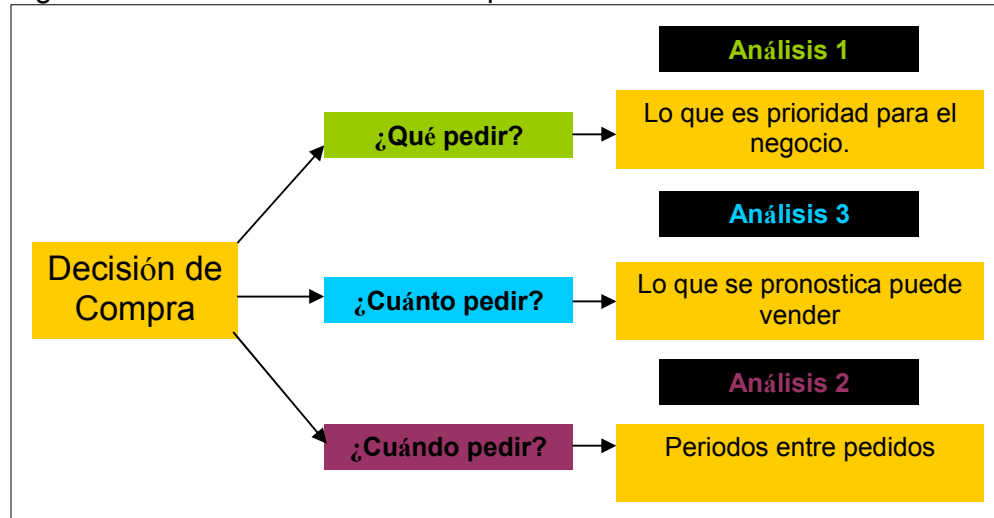 Análisis 1
¿Qué pedir?
Lo que es prioridad para el
negocio.
Análisis 3
Decisión de
Compra
¿Cuánto pedir?
Lo que se pronostica puede
vender
Análisis 2
¿Cuándo pedir?
Periodos entre pedidos